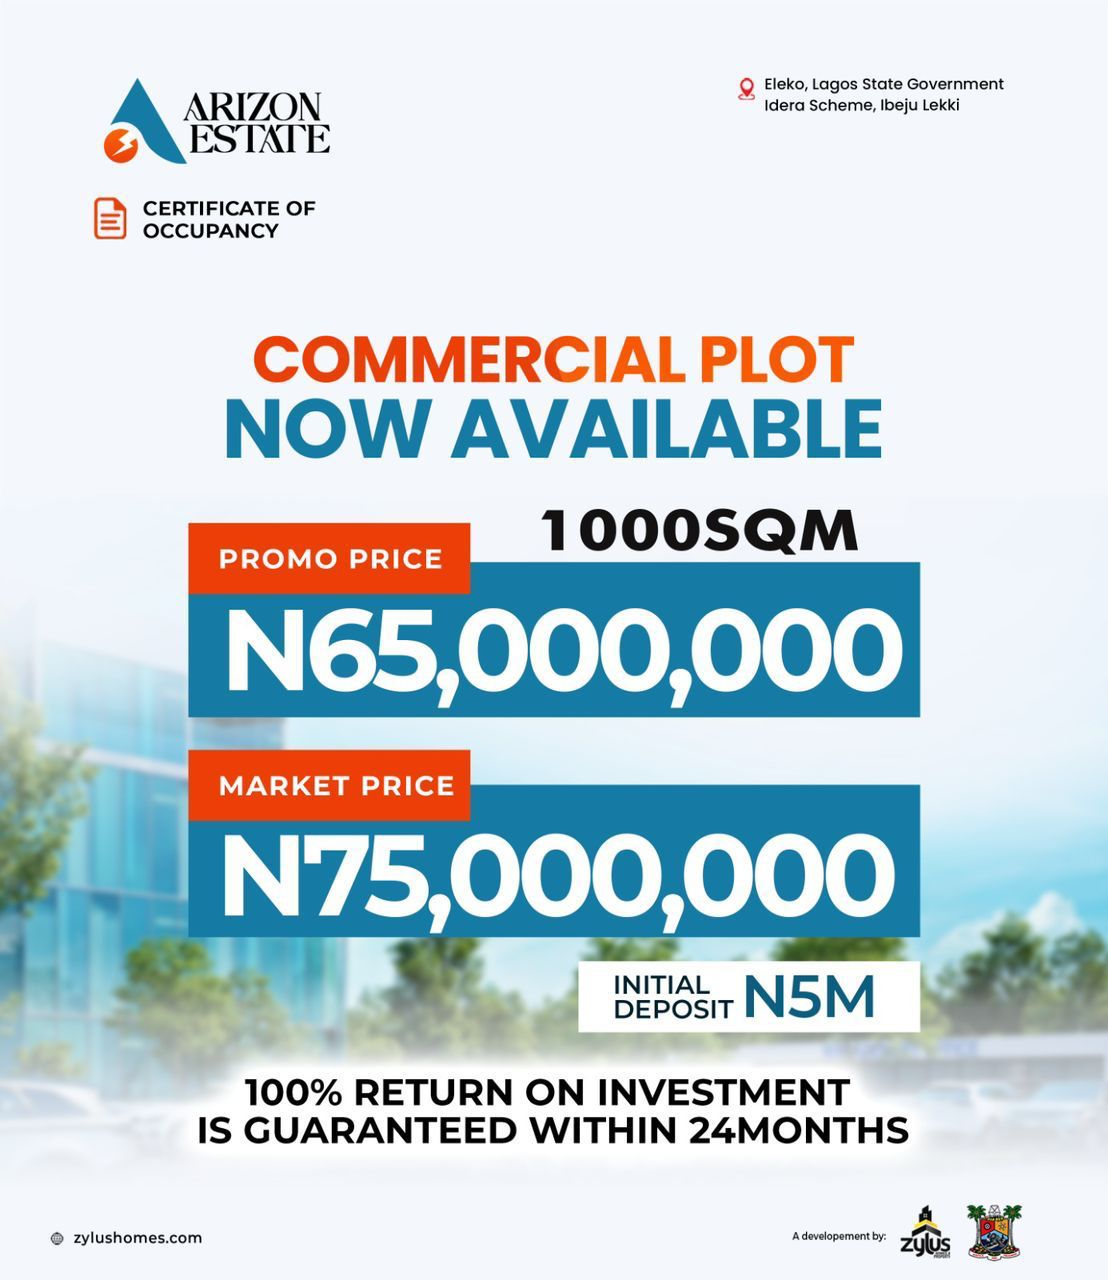 ARIZON
ESTATE
Eleko, Lagos State Government
Idera Scheme, Ibeju Lekki
CERTIFICATE OF
OCCUPANCY
COMMERCIAL PLOT
NOW AVAILABLE
1000SQM
PROMO PRICE
N65,000,000
MARKET PRICE
N75,000,000
INITIAL
DEPOSIT N5M
100% RETURN ON INVESTMENT
IS GUARANTEED WITHIN 24MONTHS
zylushomes.com
A developement by:
zylus